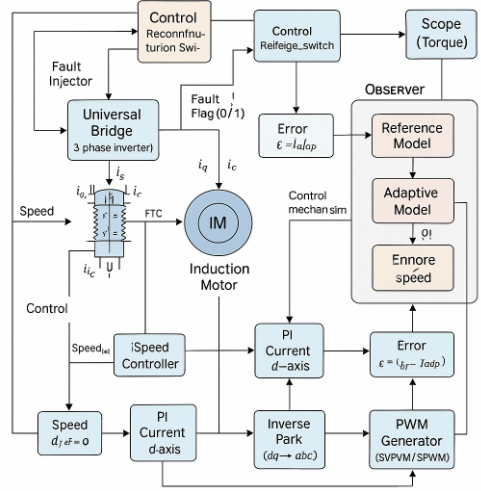 Control
Reconnfnu-
turion Swi-
Control
Reifeige_switch
Scope
(Torque)
Fault
Injector
OBSERVER
Universal
Bridge
3 phase inverter)
Fault
Flag (0/1)
Error
Reference
Model
i_s
i_q
i_c
i_c
Adaptive
Model
Control
mechan sim
Speed
FTC
IM
Ennore
speed
Induction
Motor
Control
Speed
iSpeed
Controller
PI
Current
d-axis
Error
Speed
PI
Current
d-axis
Inverse
Park
(dq → abc)
PWM
Generator
(SVPVM/SPWM)